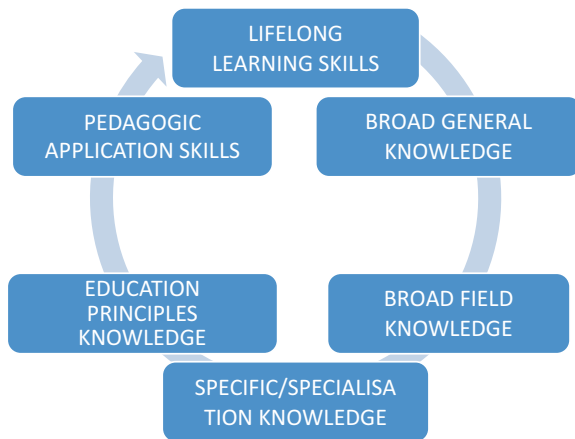 LIFELONG
LEARNING SKILLS
BROAD GENERAL
KNOWLEDGE
BROAD FIELD
KNOWLEDGE
SPECIFIC/SPECIALISA
TION KNOWLEDGE
EDUCATION
PRINCIPLES
KNOWLEDGE
PEDAGOGIC
APPLICATION SKILLS